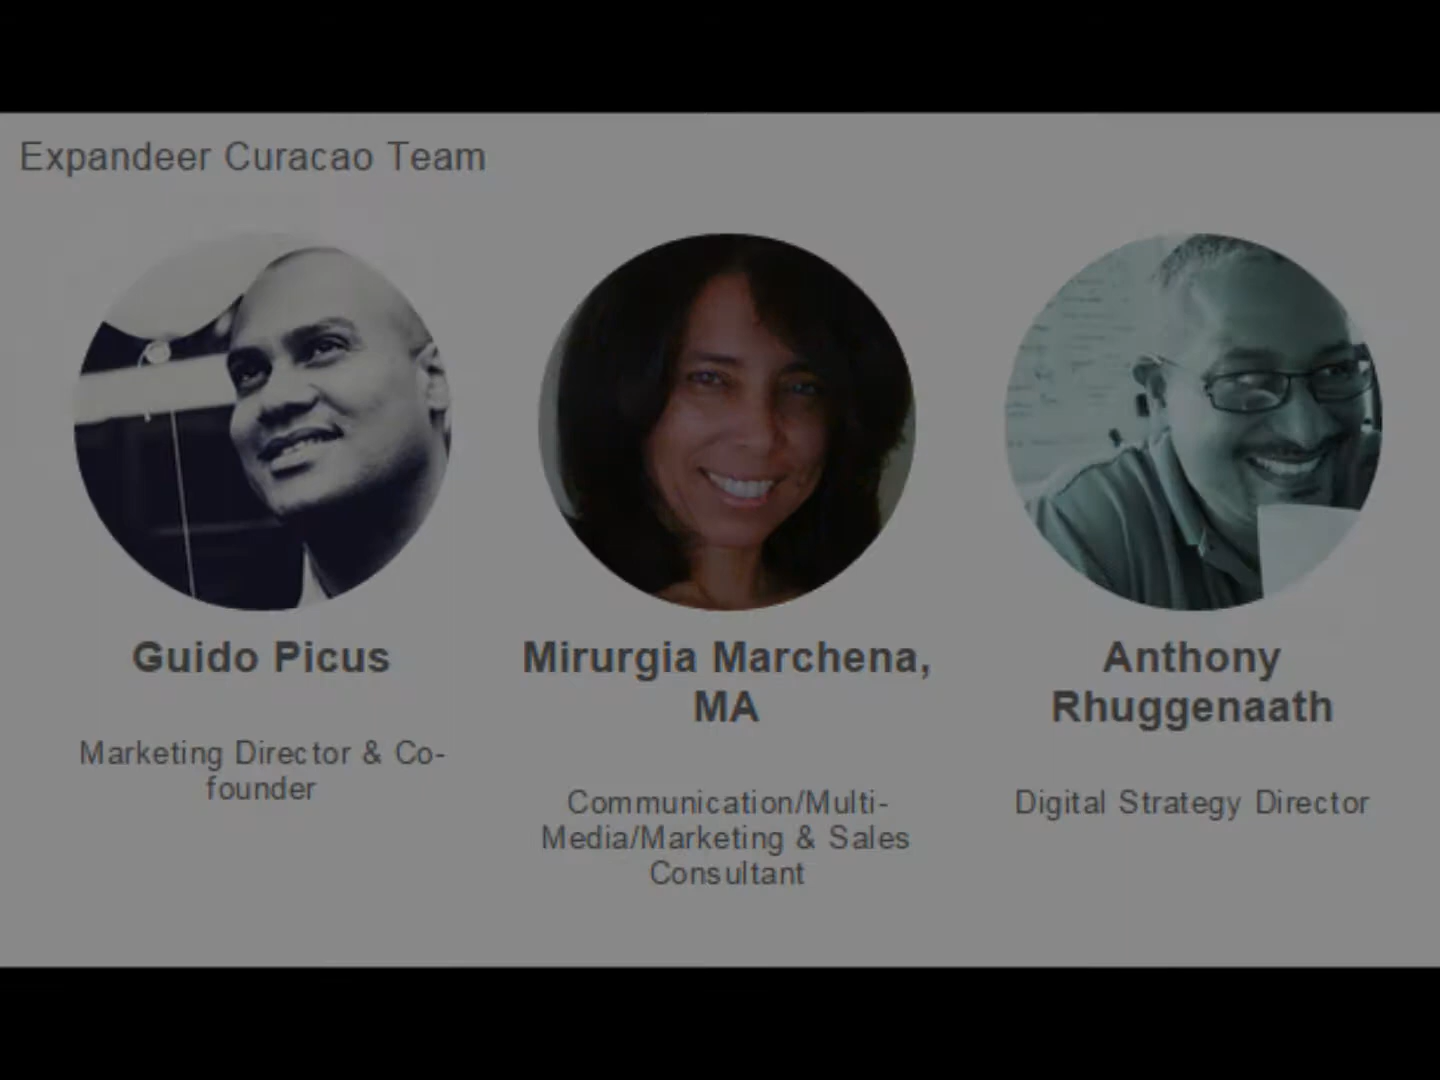 Expandeer Curacao Team
Guido Picus
Marketing Director & Co-
founder
Mirurgia Marchena,
MA
Communication/Multi-
Media/Marketing & Sales
Consultant
Anthony
Rhuggenaath
Digital Strategy Director